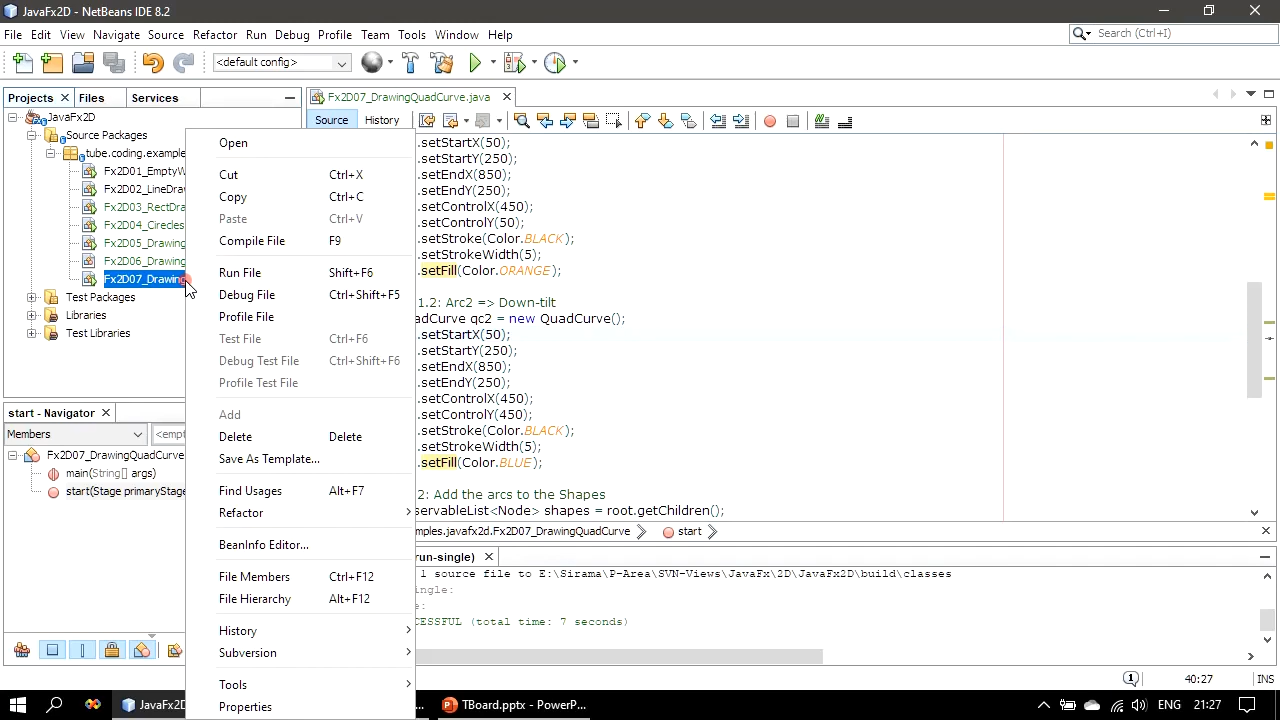 JavaFx2D - NetBeans IDE 8.2
File Edit View Navigate Source Refactor Run Debug Profile Team Tools Window Help
Search (Ctrl+I)
<default config>
Projects Files Services
Fx2D07_DrawingQuadCurve.java
Source History
JavaFx2D
Source Packages
tube.coding.example
Fx2D01_EmptyW
Fx2D02_LineDraw
Fx2D03_RectDra
Fx2D04_Cirecles
Fx2D05_Drawing
Fx2D06_Drawing
Fx2D07_Drawing
Test Packages
Libraries
Test Libraries
start - Navigator
Members
<empt
Fx2D07_DrawingQuadCurve
main(String[] args)
start(Stage primaryStage
Open
Cut Ctrl+X
Copy Ctrl+C
Paste Ctrl+V
Compile File F9
Run File Shift+F6
Debug File Ctrl+Shift+F5
Profile File
Test File Ctrl+F6
Debug Test File Ctrl+Shift+F6
Profile Test File
Add
Delete Delete
Save As Template...
Find Usages Alt+F7
Refactor
BeanInfo Editor...
File Members Ctrl+F12
File Hierarchy Alt+F12
History
Subversion
Tools
Properties
.setStartX(50);
.setStartY(250);
.setEndX(850);
.setEndY(250);
.setControlX(450);
.setControlY(50);
.setStroke(Color.BLACK);
.setStrokeWidth(5);
.setFill(Color.ORANGE);
1.2: Arc2 => Down-tilt
adCurve qc2 = new QuadCurve();
.setStartX(50);
.setStartY(250);
.setEndX(850);
.setEndY(250);
.setControlX(450);
.setControlY(450);
.setStroke(Color.BLACK);
.setStrokeWidth(5);
.setFill(Color.BLUE);
2: Add the arcs to the Shapes
servableList<Node> shapes = root.getChildren();
mples.javafx2d.Fx2D07_DrawingQuadCurve start
run-single)
1 source file to E:\Sirama\P-Area\SVN-Views\JavaFx\2D\JavaFx2D\build\classes
ingle:
e:
CESSFUL (total time: 7 seconds)
1 40:27 INS
JavaFx2D ... TBoard.pptx - PowerP... ENG 21:27